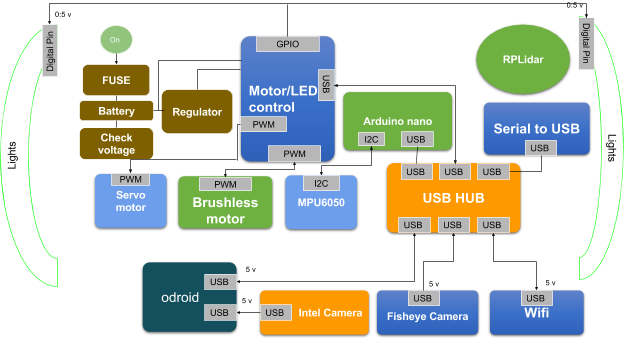 0:5 v
0:5 v
Digital Pin
On
GPIO
Digital Pin
FUSE
Motor/LED
control
USB
RPLidar
Battery
Regulator
Arduino nano
Serial to USB
Check
voltage
PWM
I2C
USB
USB
Lights
Lights
PWM
USB
USB
USB
PWM
PWM
I2C
USB HUB
Servo
motor
Brushless
motor
MPU6050
USB
USB
USB
odroid
USB
5 v
USB
5 v
USB
Intel Camera
5 v
USB
Fisheye Camera
5 v
USB
Wifi